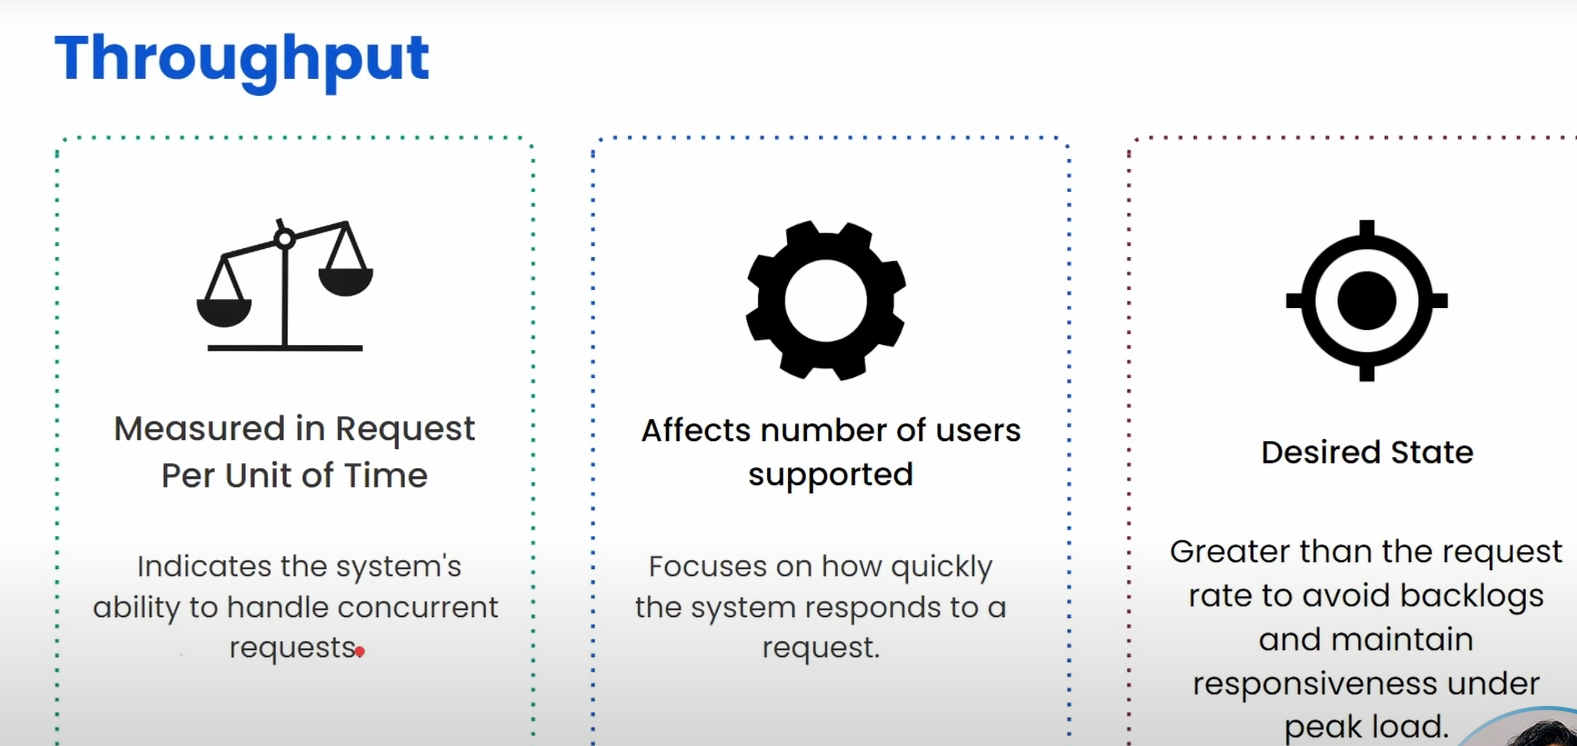 Throughput
Measured in Request
Per Unit of Time
Indicates the system's
ability to handle concurrent
requests.
Affects number of users
supported
Focuses on how quickly
the system responds to a
request.
Desired State
Greater than the request
rate to avoid backlogs
and maintain
responsiveness under
peak load.